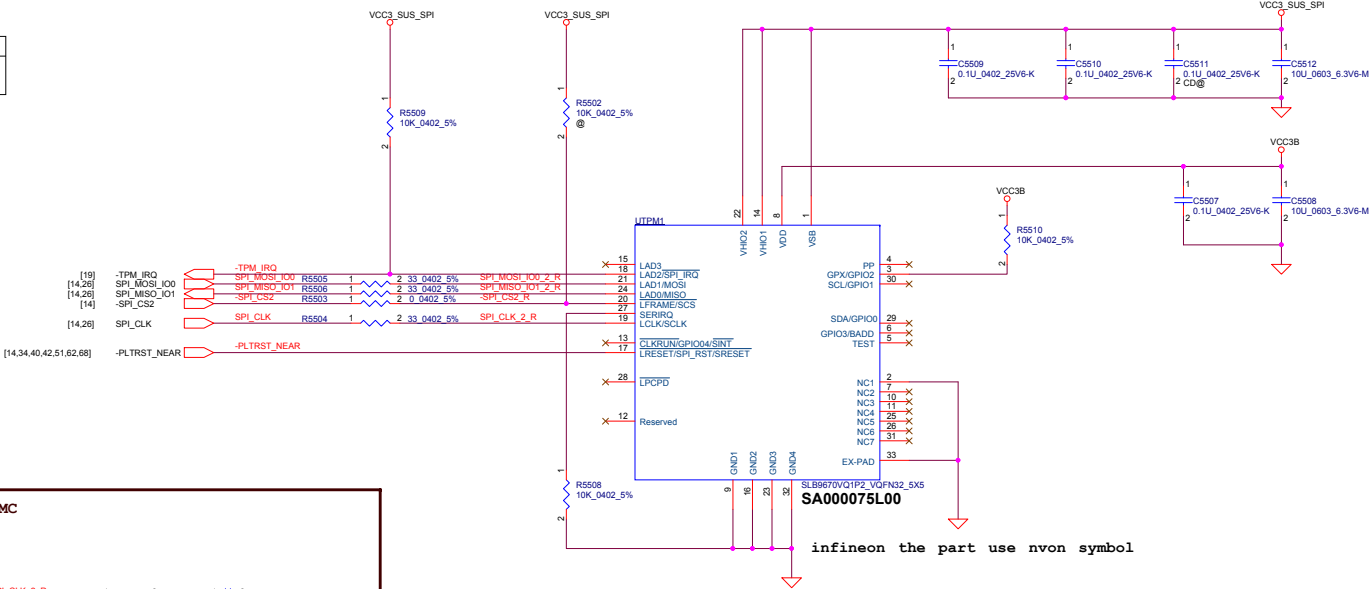 VCC3_SUS_SPI
VCC3_SUS_SPI
VCC3_SUS_SPI
1
C5509
0.1U_0402_25V6-K
2
1
C5510
0.1U_0402_25V6-K
2
1
C5511
0.1U_0402_25V6-K
2
CD@
1
C5512
10U_0603_6.3V6-M
2
1
R5509
10K_0402_5%
2
1
R5502
10K_0402_5%
@
2
VCC3B
1
C5507
0.1U_0402_25V6-K
2
1
C5508
10U_0603_6.3V6-M
2
VCC3B
1
R5510
10K_0402_5%
2
UTPM1
22
14
8
1
VHIO2
VHIO1
VDD
VSB
15
LAD3
18
LAD2/SPI_IRQ
21
LAD1/MOSI
24
LAD0/MISO
20
LFRAME/SCS
27
SERIRQ
19
LCLK/SCLK
13
CLKRUN/GPIO04/SINT
17
LRESET/SPI_RST/SRESET
28
LPCPD
12
Reserved
PP
4
GPX/GPIO2
3
SCL/GPIO1
30
SDA/GPIO0
29
GPIO3/BADD
6
TEST
5
NC1
2
NC2
7
NC3
10
NC4
11
NC5
25
NC6
26
NC7
31
EX-PAD
33
GND1
GND2
GND3
GND4
9
16
23
32
[19] -TPM_IRQ -TPM_IRQ
[14,26] SPI_MOSI_IO0 SPI_MOSI_IO0 R5505 1 2 33_0402_5% SPI_MOSI_IO0_2_R
[14,26] SPI_MISO_IO1 SPI_MISO_IO1 R5506 1 2 33_0402_5% SPI_MISO_IO1_2_R
[14] -SPI_CS2 -SPI_CS2 R5503 1 2 0_0402_5% -SPI_CS2_R
[14,26] SPI_CLK SPI_CLK R5504 1 2 33_0402_5% SPI_CLK_2_R
[14,34,40,42,51,62,68] -PLTRST_NEAR -PLTRST_NEAR
1
R5508
10K_0402_5%
2
SLB9670VQ1P2_VQFN32_5X5
SA000075L00
infineon the part use nvon symbol
MC